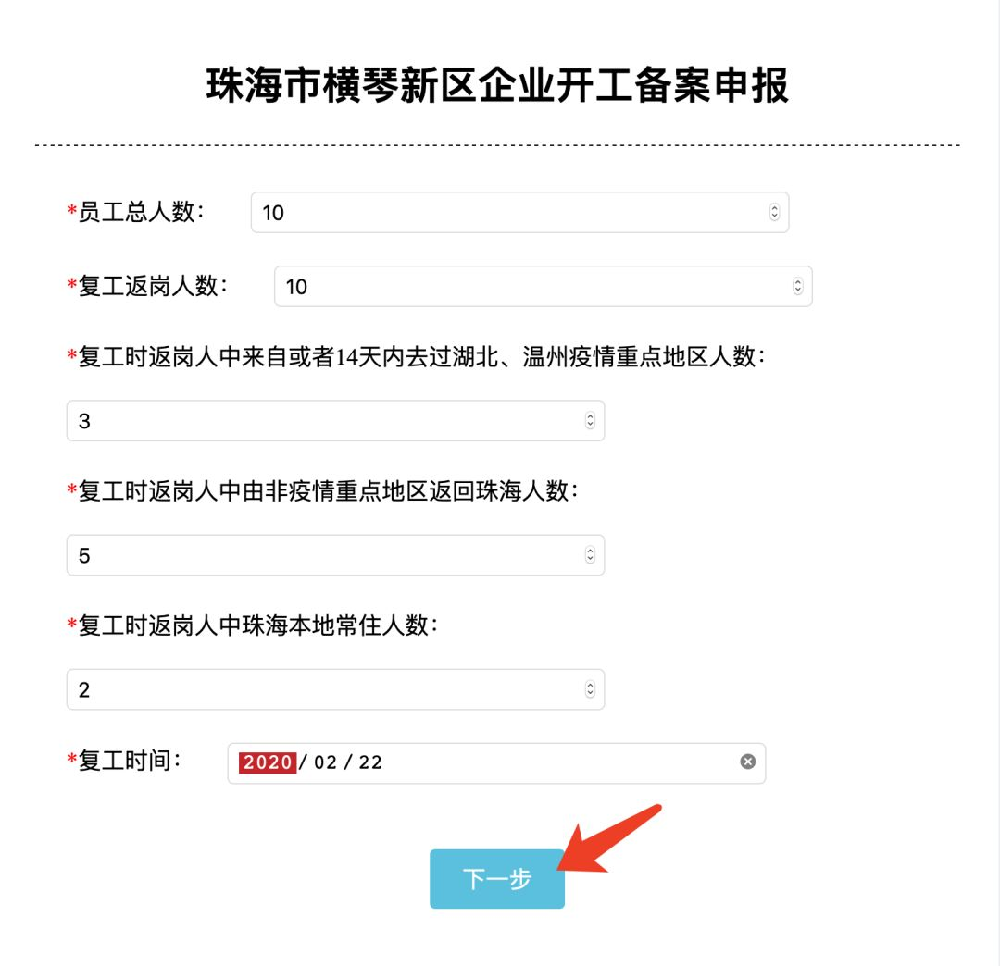 珠海市横琴新区企业开工备案申报
*员工总人数： 10
*复工返岗人数： 10
*复工时返岗人中来自或者14天内去过湖北、温州疫情重点地区人数：
3
*复工时返岗人中由非疫情重点地区返回珠海人数：
5
*复工时返岗人中珠海本地常住人数：
2
*复工时间： 2020/ 02 / 22
下一步